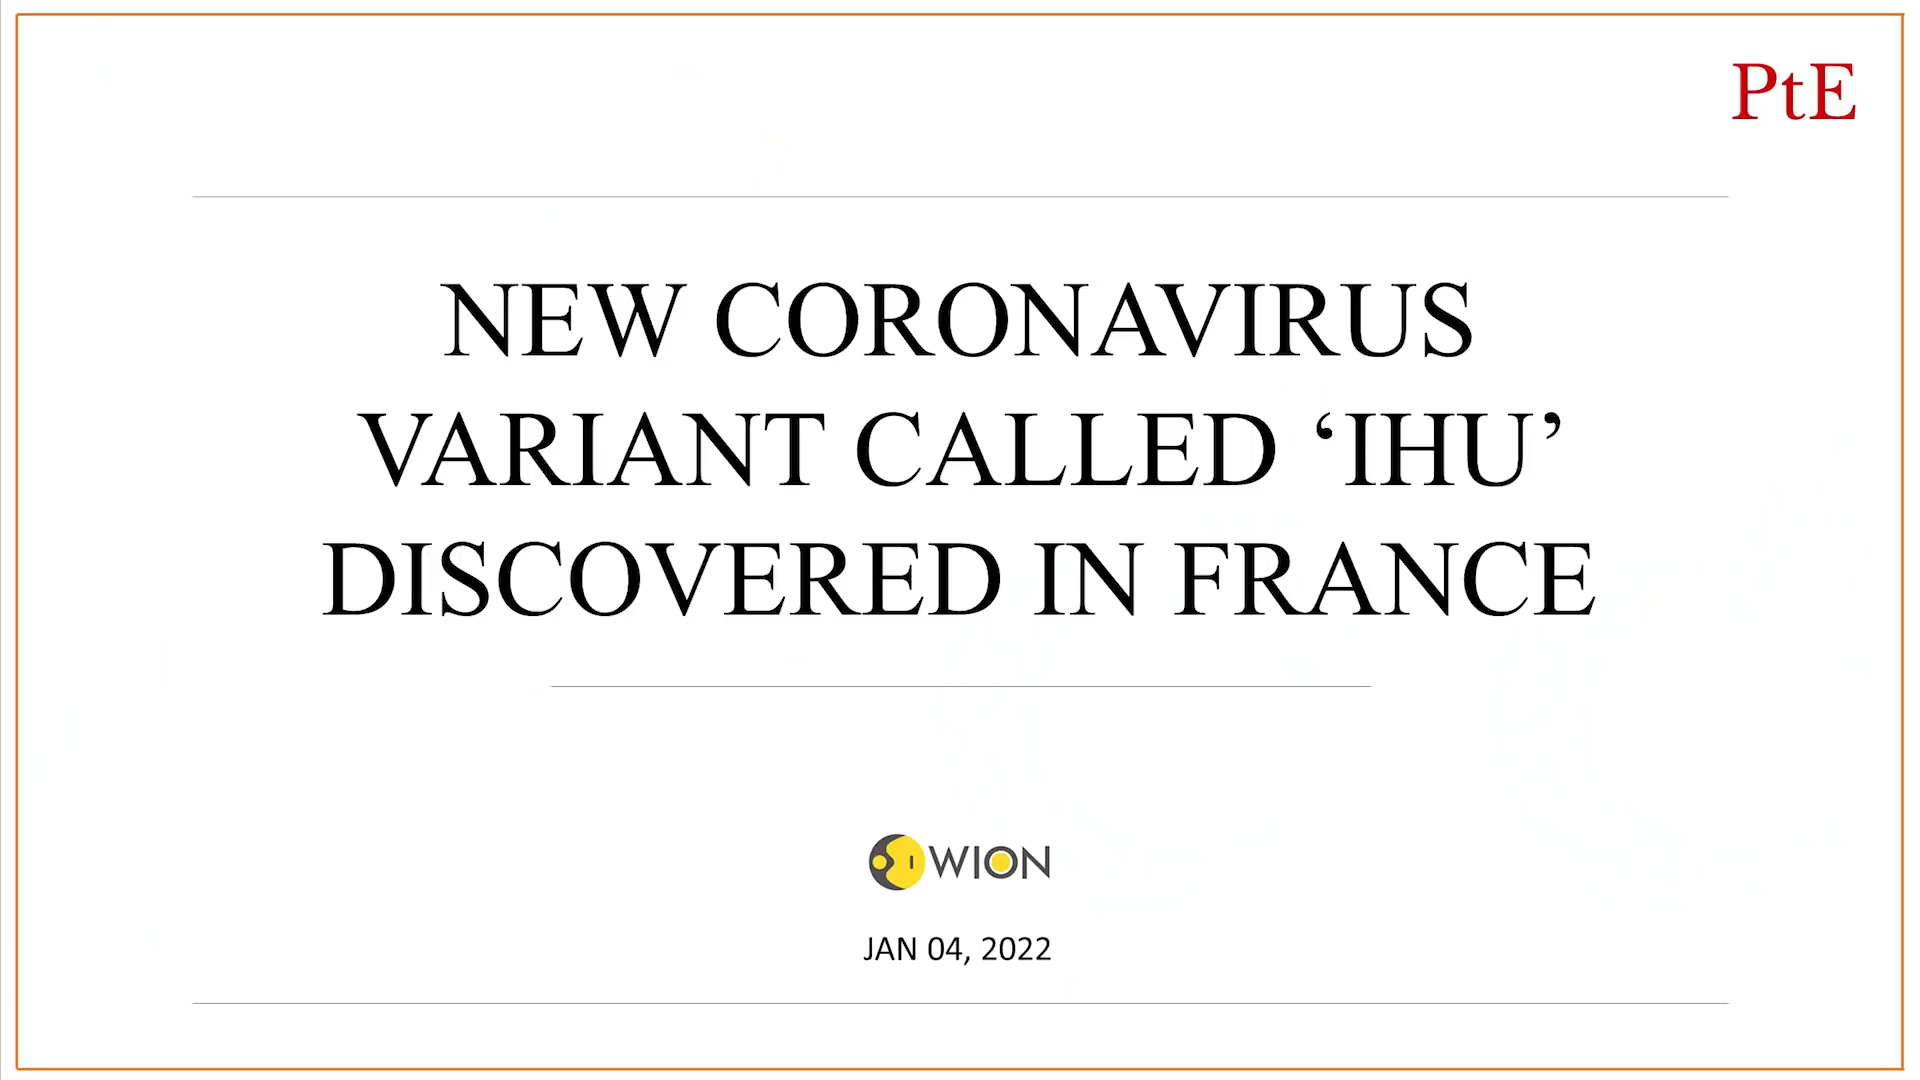 PtE
NEW CORONAVIRUS
VARIANT CALLED ‘IHU’
DISCOVERED IN FRANCE
WION
JAN 04, 2022